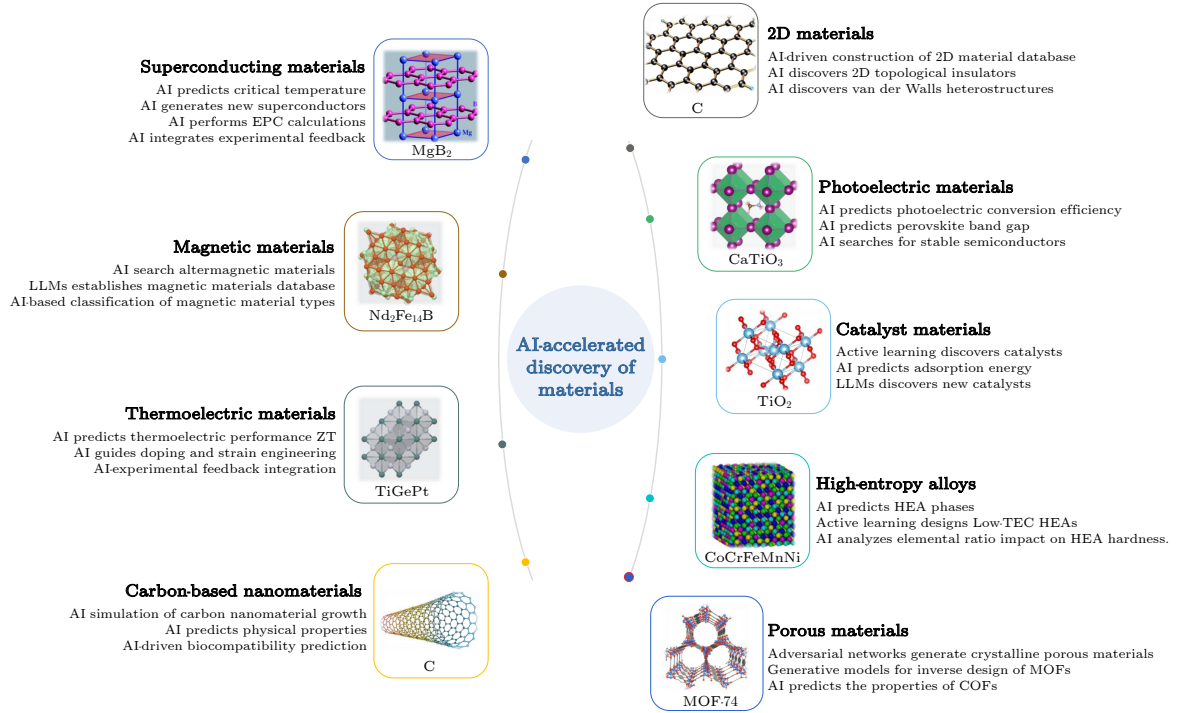 Superconducting materials
AI predicts critical temperature
AI generates new superconductors
AI performs EPC calculations
AI integrates experimental feedback
B
Mg
MgB₂
Magnetic materials
AI search altermagnetic materials
LLMs establishes magnetic materials database
AI-based classification of magnetic material types
Nd₂Fe₁₄B
Thermoelectric materials
AI predicts thermoelectric performance ZT
AI guides doping and strain engineering
AI-experimental feedback integration
TiGePt
Carbon-based nanomaterials
AI simulation of carbon nanomaterial growth
AI predicts physical properties
AI-driven biocompatibility prediction
C
AI-accelerated
discovery of
materials
C
2D materials
AI-driven construction of 2D material database
AI discovers 2D topological insulators
AI discovers van der Walls heterostructures
CaTiO₃
Photoelectric materials
AI predicts photoelectric conversion efficiency
AI predicts perovskite band gap
AI searches for stable semiconductors
TiO₂
Catalyst materials
Active learning discovers catalysts
AI predicts adsorption energy
LLMs discovers new catalysts
CoCrFeMnNi
High-entropy alloys
AI predicts HEA phases
Active learning designs Low-TEC HEAs
AI analyzes elemental ratio impact on HEA hardness.
MOF-74
Porous materials
Adversarial networks generate crystalline porous materials
Generative models for inverse design of MOFs
AI predicts the properties of COFs